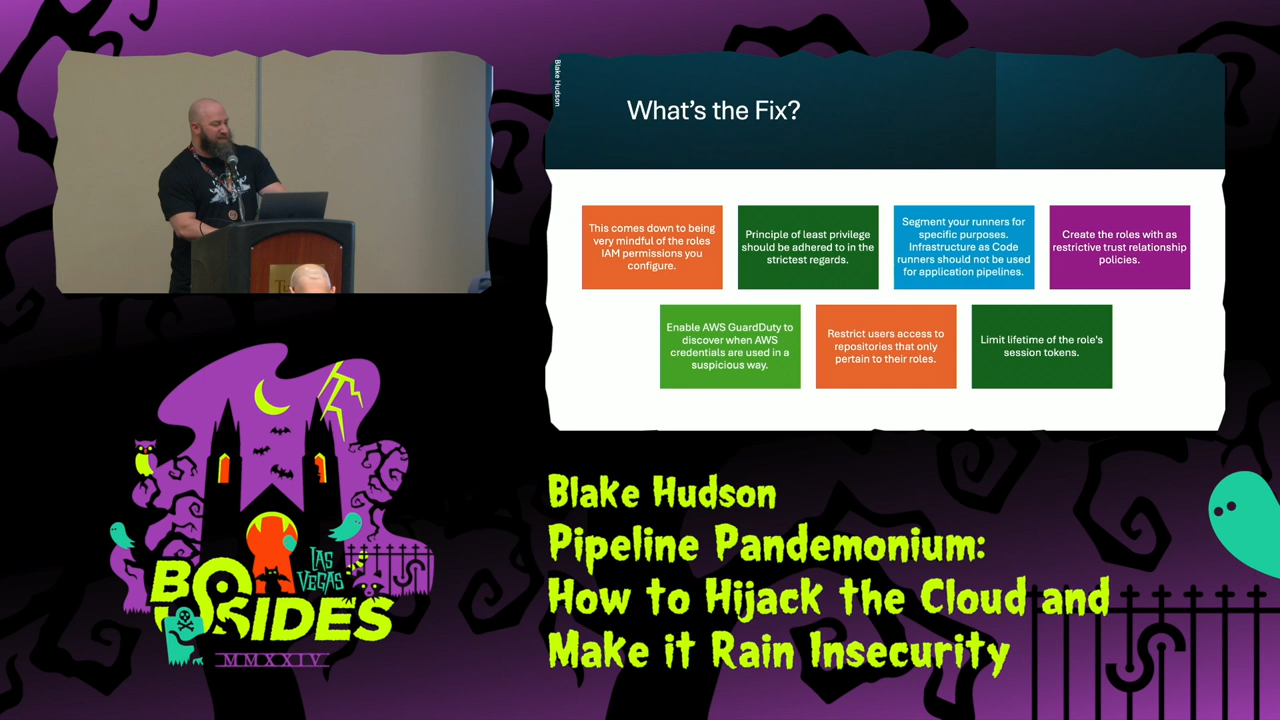 Blake Hudson
What's the Fix?
This comes down to being
very mindful of the roles
IAM permissions you
configure.
Principle of least privilege
should be adhered to in the
strictest regards.
Segment your runners for
specific purposes.
Infrastructure as Code
runners should not be used
for application pipelines.
Create the roles with as
restrictive trust relationship
policies.
Enable AWS GuardDuty to
discover when AWS
credentials are used in a
suspicious way.
Restrict users access to
repositories that only
pertain to their roles.
Limit lifetime of the role's
session tokens.
LAS
VEGAS
BSIDES
MMXXIV
Blake Hudson
Pipeline Pandemonium:
How to Hijack the Cloud and
Make it Rain Insecurity